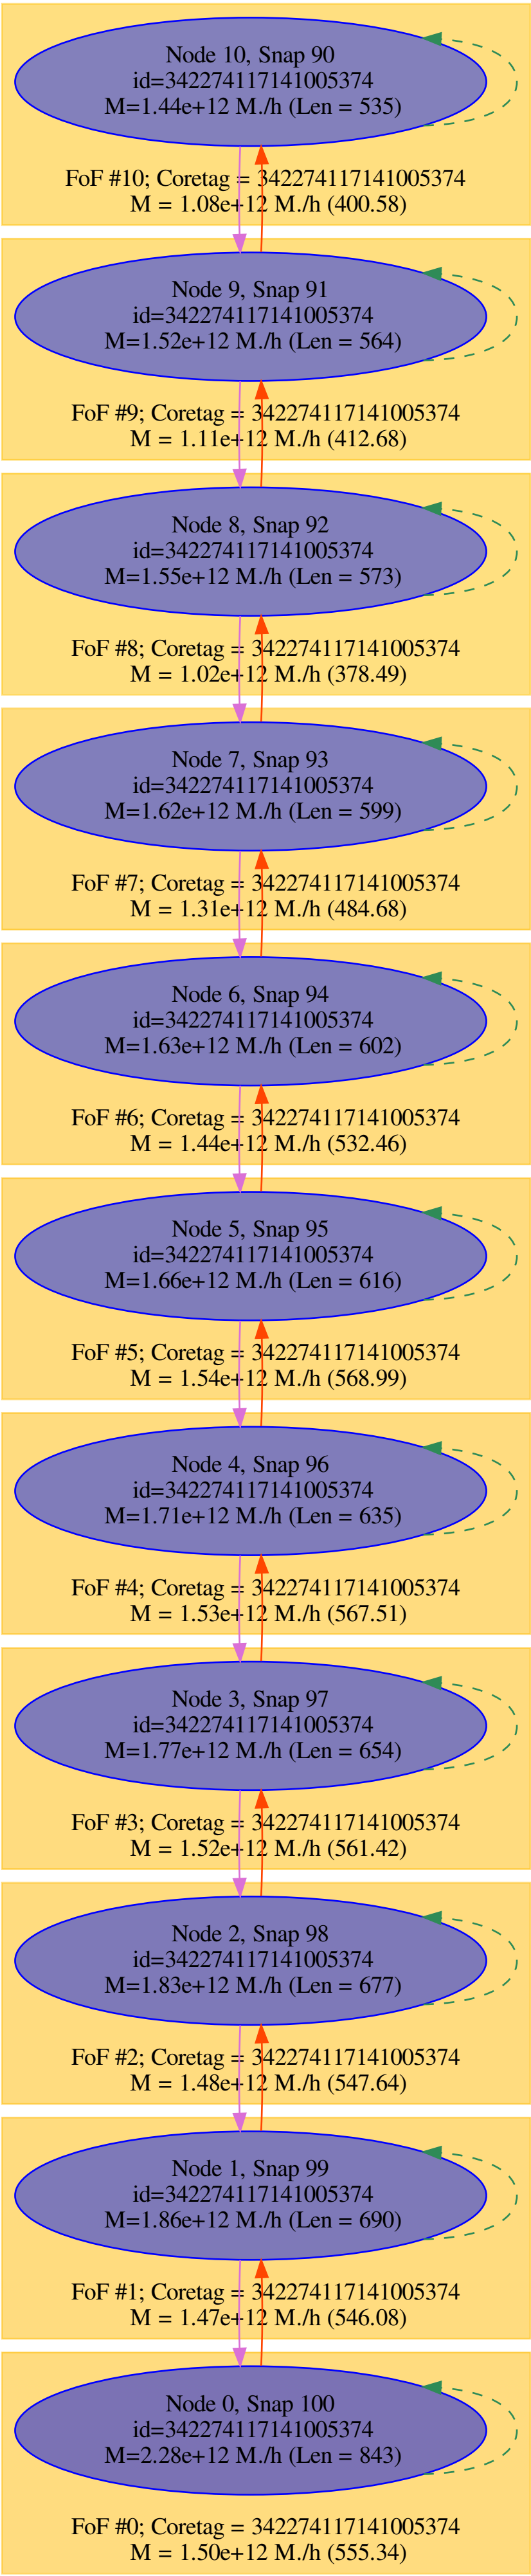 Node 10, Snap 90
id=342274117141005374
M=1.44e+12 M./h (Len = 535)
FoF #10; Coretag = 342274117141005374
M = 1.08e+12 M./h (400.58)
Node 9, Snap 91
id=342274117141005374
M=1.52e+12 M./h (Len = 564)
FoF #9; Coretag = 342274117141005374
M = 1.11e+12 M./h (412.68)
Node 8, Snap 92
id=342274117141005374
M=1.55e+12 M./h (Len = 573)
FoF #8; Coretag = 342274117141005374
M = 1.02e+12 M./h (378.49)
Node 7, Snap 93
id=342274117141005374
M=1.62e+12 M./h (Len = 599)
FoF #7; Coretag = 342274117141005374
M = 1.31e+12 M./h (484.68)
Node 6, Snap 94
id=342274117141005374
M=1.63e+12 M./h (Len = 602)
FoF #6; Coretag = 342274117141005374
M = 1.44e+12 M./h (532.46)
Node 5, Snap 95
id=342274117141005374
M=1.66e+12 M./h (Len = 616)
FoF #5; Coretag = 342274117141005374
M = 1.54e+12 M./h (568.99)
Node 4, Snap 96
id=342274117141005374
M=1.71e+12 M./h (Len = 635)
FoF #4; Coretag = 342274117141005374
M = 1.53e+12 M./h (567.51)
Node 3, Snap 97
id=342274117141005374
M=1.77e+12 M./h (Len = 654)
FoF #3; Coretag = 342274117141005374
M = 1.52e+12 M./h (561.42)
Node 2, Snap 98
id=342274117141005374
M=1.83e+12 M./h (Len = 677)
FoF #2; Coretag = 342274117141005374
M = 1.48e+12 M./h (547.64)
Node 1, Snap 99
id=342274117141005374
M=1.86e+12 M./h (Len = 690)
FoF #1; Coretag = 342274117141005374
M = 1.47e+12 M./h (546.08)
Node 0, Snap 100
id=342274117141005374
M=2.28e+12 M./h (Len = 843)
FoF #0; Coretag = 342274117141005374
M = 1.50e+12 M./h (555.34)